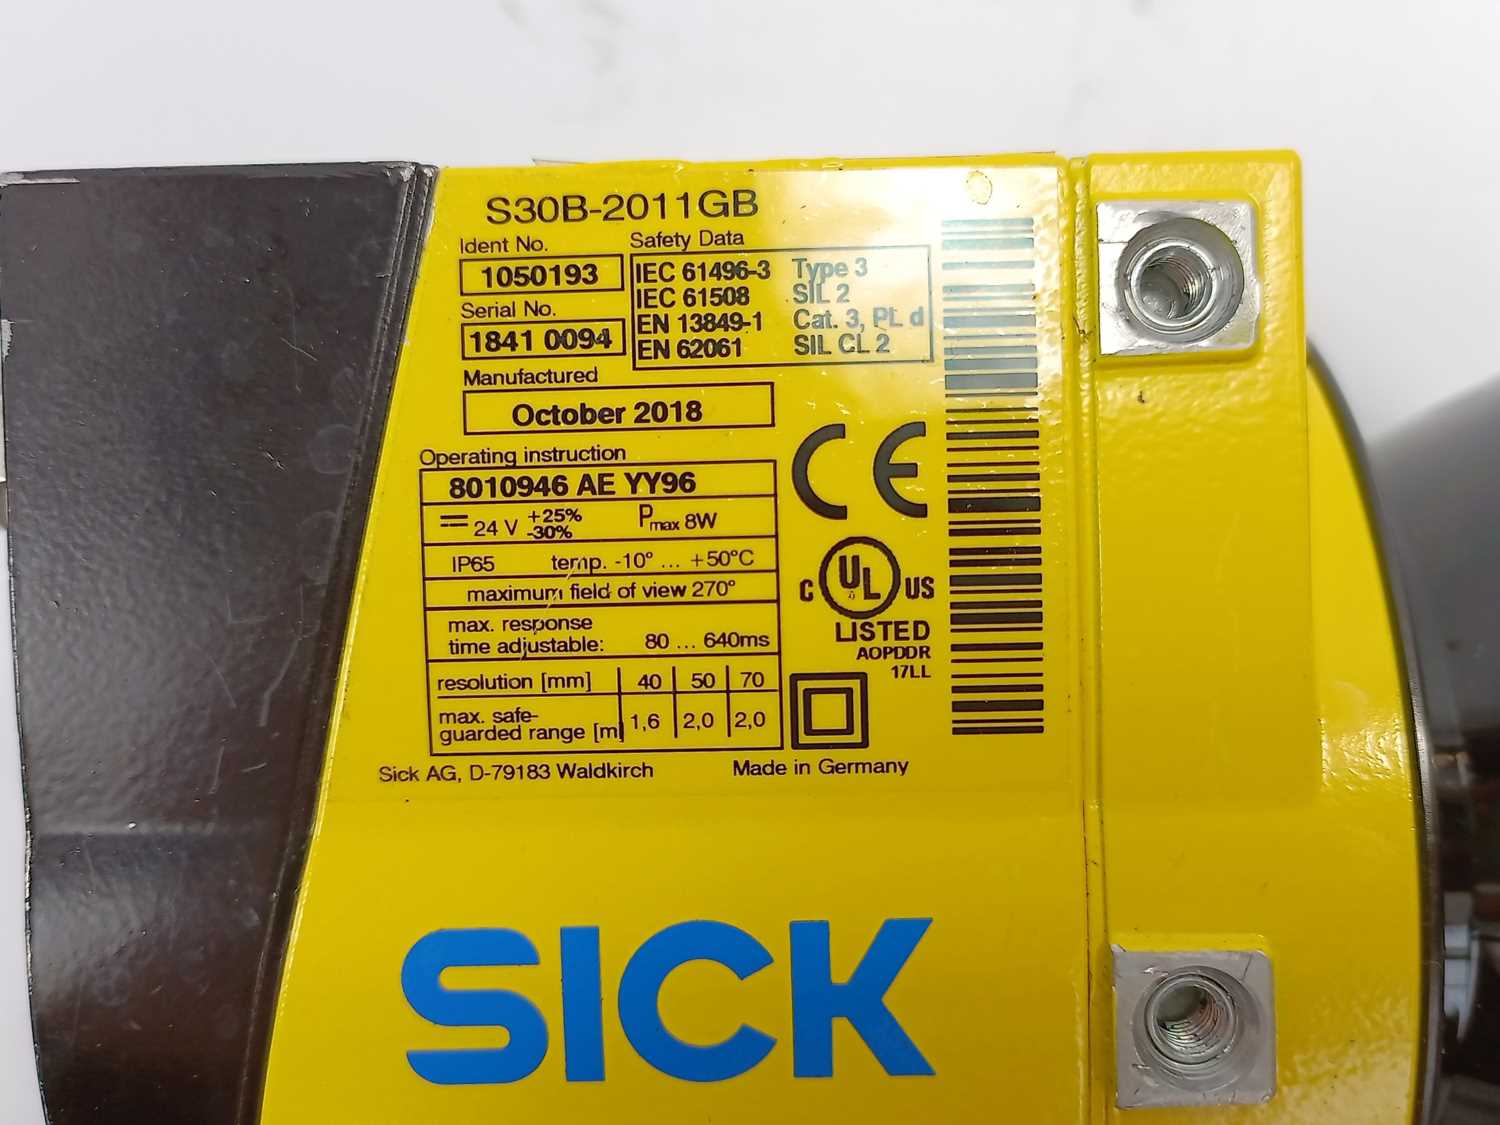 S30B-2011GB
Ident No.
1050193
Serial No.
1841 0094
Safety Data
IEC 61496-3 Type 3
IEC 61508 SIL 2
EN 13849-1 Cat. 3, PL d
EN 62061 SIL CL 2
Manufactured
October 2018
Operating instruction
8010946 AE YY96
24 V +25% -30% Pmax 8W
IP65 temp. -10° ... +50°C
maximum field of view 270°
max. response
time adjustable: 80 ... 640ms
resolution [mm] 40 50 70
max. safe-
guarded range [m] 1,6 2,0 2,0
CE
C UL US
LISTED
AOPDDR
17LL
Sick AG, D-79183 Waldkirch Made in Germany
SICK